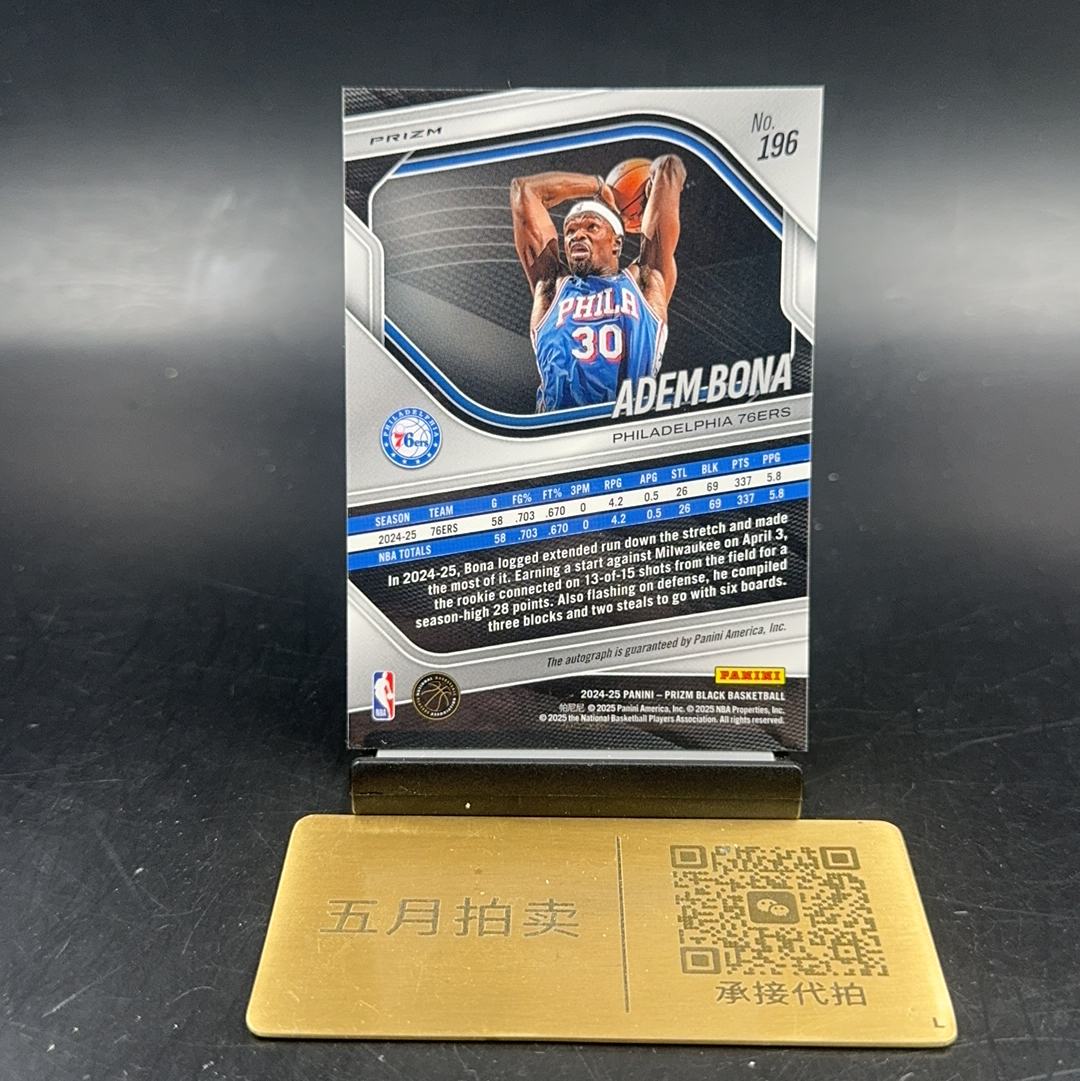 PRIZM
No.
196
PHILA
30
ADEM BONA
PHILADELPHIA 76ERS
PHILADELPHIA
76ers
SEASON TEAM G FG% FT% 3PM RPG APG STL BLK PTS PPG
2024-25 76ERS 58 .703 .670 0 4.2 0.5 26 69 337 5.8
NBA TOTALS 58 .703 .670 0 4.2 0.5 26 69 337 5.8
In 2024-25, Bona logged extended run down the stretch and made
the most of it. Earning a start against Milwaukee on April 3,
the rookie connected on 13-of-15 shots from the field for a
season-high 28 points. Also flashing on defense, he compiled
three blocks and two steals to go with six boards.
The autograph is guaranteed by Panini America, Inc.
PANINI
NBA
2024-25 PANINI – PRIZM BLACK BASKETBALL
帕尼尼 © 2025 Panini America, Inc. © 2025 NBA Properties, Inc.
© 2025 the National Basketball Players Association. All rights reserved.
五月拍卖
承接代拍
L